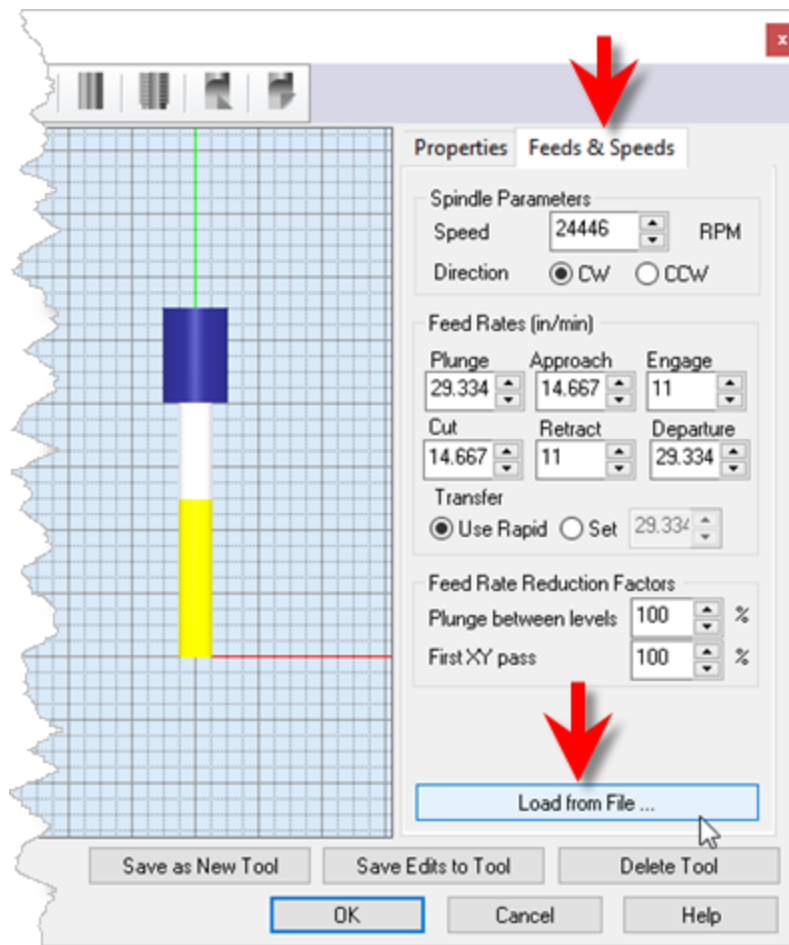 x
Properties Feeds & Speeds
Spindle Parameters
Speed 24446 RPM
Direction CW CCW
Feed Rates (in/min)
Plunge Approach Engage
29.334 14.667 11
Cut Retract Departure
14.667 11 29.334
Transfer
Use Rapid Set 29.334
Feed Rate Reduction Factors
Plunge between levels 100 %
First XY pass 100 %
Load from File ...
Save as New Tool Save Edits to Tool Delete Tool
OK Cancel Help